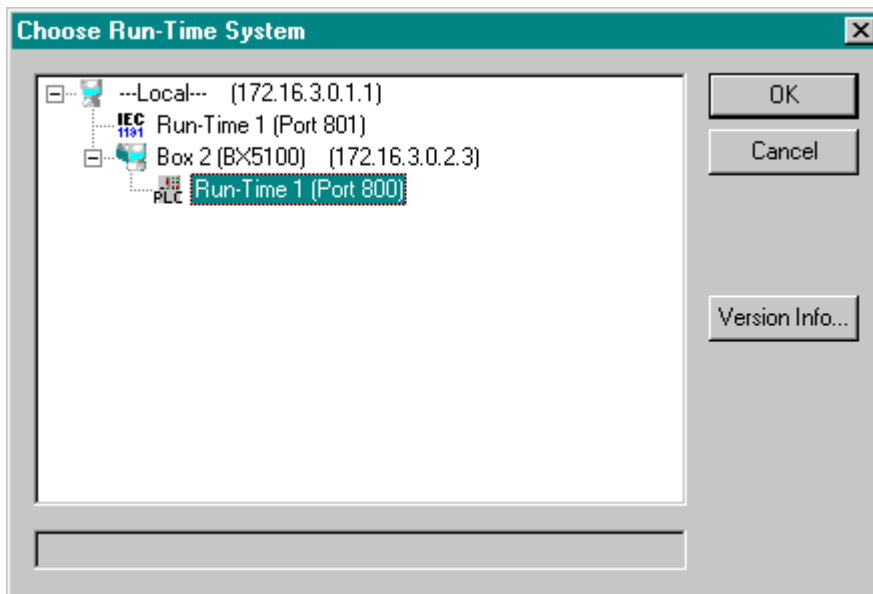 Choose Run-Time System
---Local--- (172.16.3.0.1.1)
IEC
1131
Run-Time 1 (Port 801)
Box 2 (BX5100) (172.16.3.0.2.3)
PLC
Run-Time 1 (Port 800)
OK
Cancel
Version Info...